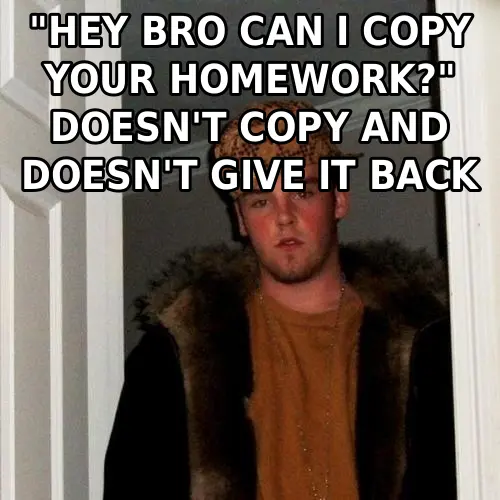 "HEY BRO CAN I COPY
YOUR HOMEWORK?"
DOESN'T COPY AND
DOESN'T GIVE IT BACK